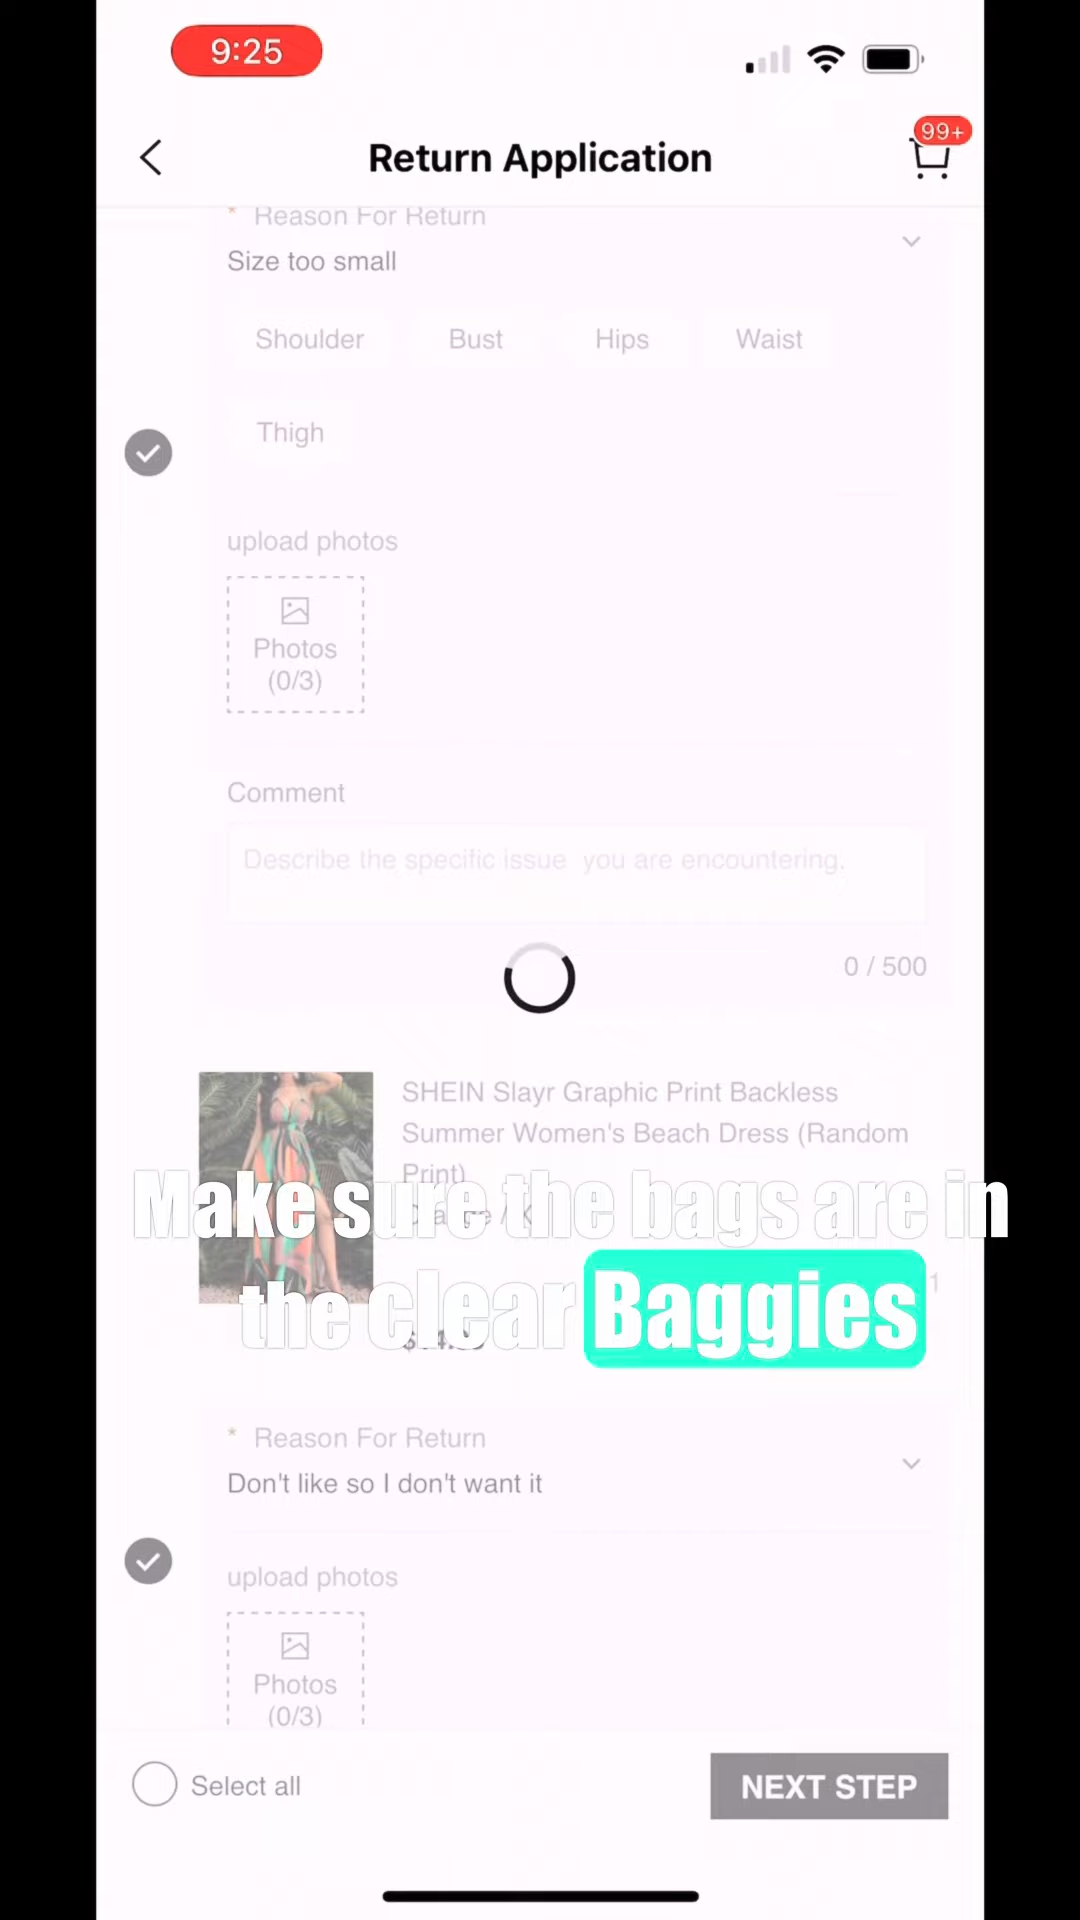 9:25
99+
Return Application
* Reason For Return
Size too small
Shoulder Bust Hips Waist
Thigh
upload photos
Photos
(0/3)
Comment
Describe the specific issue you are encountering.
0 / 500
SHEIN Slayr Graphic Print Backless
Summer Women's Beach Dress (Random
Print)
Make sure the bags are in
the clear Baggies
* Reason For Return
Don't like so I don't want it
upload photos
Photos
(0/3)
Select all
NEXT STEP